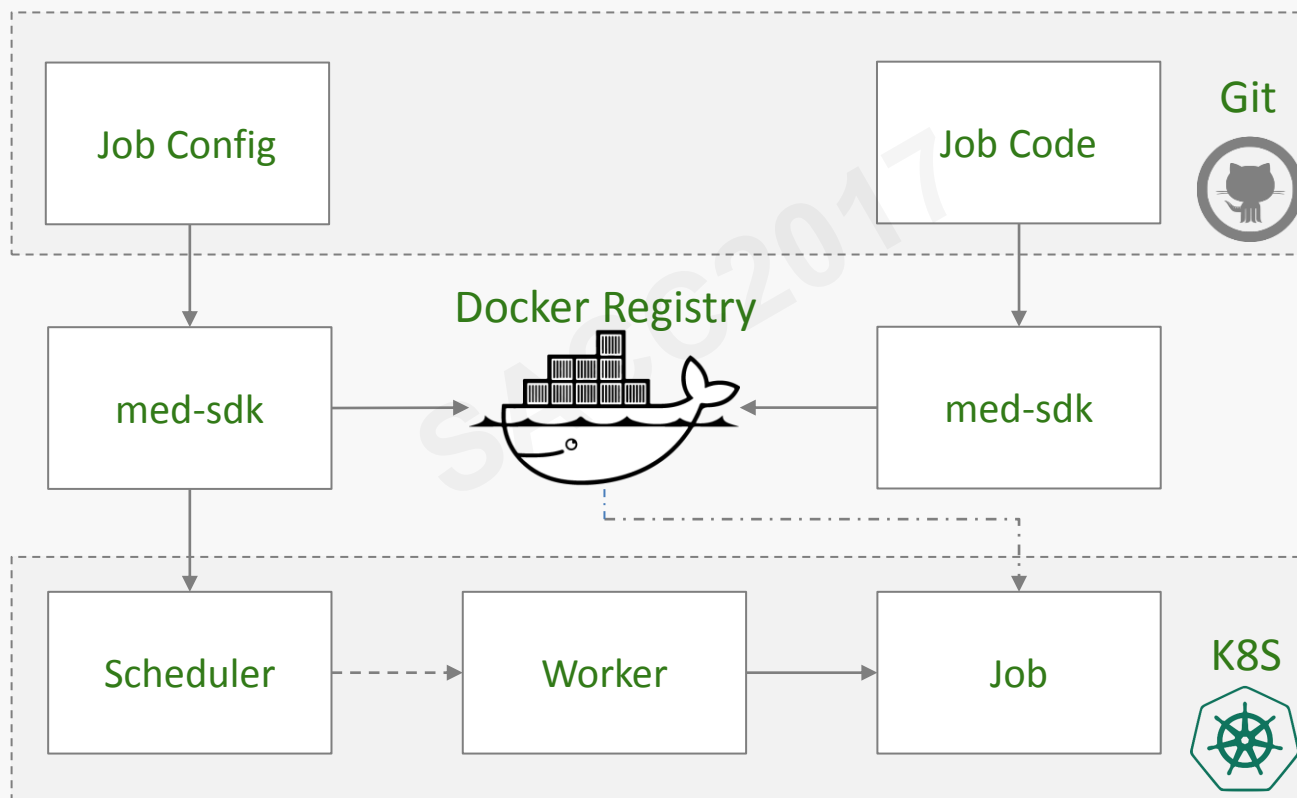 Job Config
Job Code
Git
Docker Registry
med-sdk
med-sdk
Scheduler
Worker
Job
K8S
SACC2017